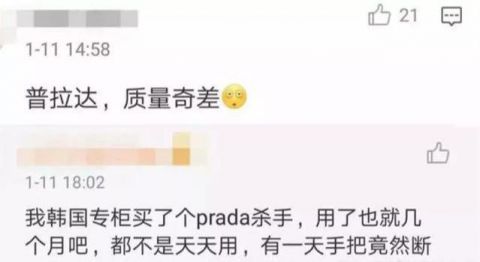 21
1-11 14:58
普拉达，质量奇差
1-11 18:02
我韩国专柜买了个prada杀手，用了也就几
个月吧，都不是天天用，有一天手把竟然断